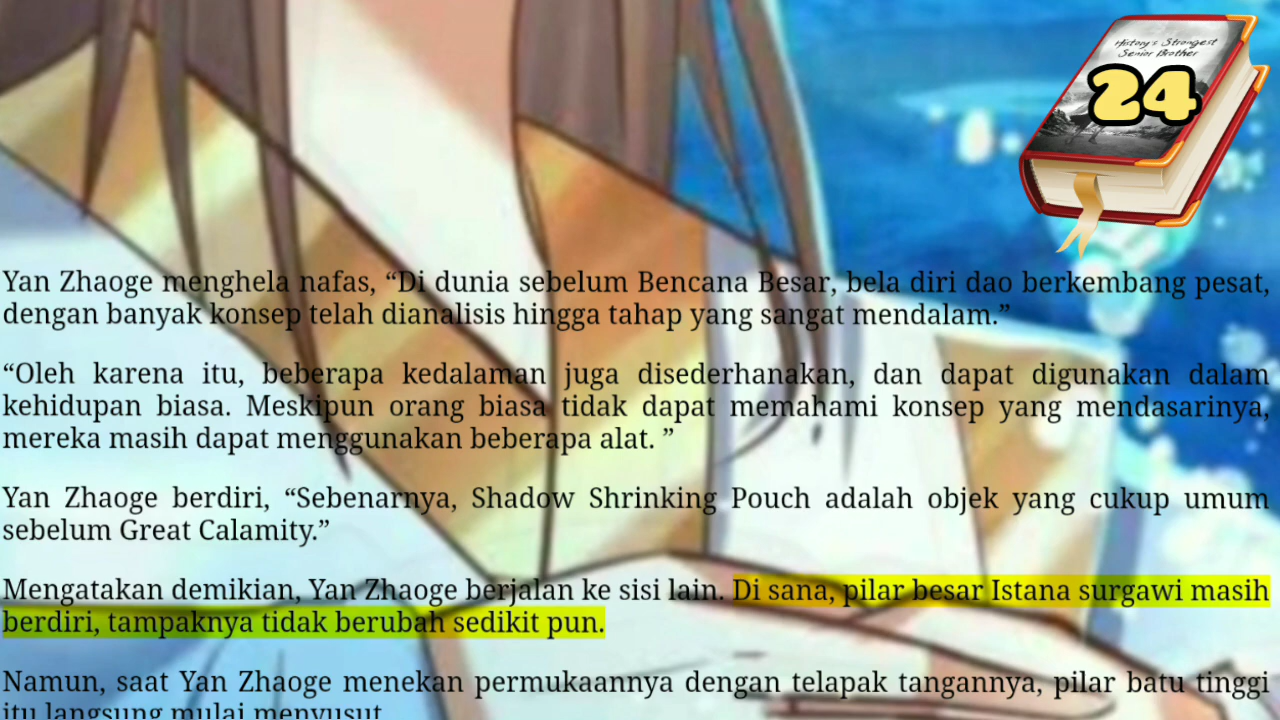 History's Strongest
Senior Brother
24
Yan Zhaoge menghela nafas, “Di dunia sebelum Bencana Besar, bela diri dao berkembang pesat,
dengan banyak konsep telah dianalisis hingga tahap yang sangat mendalam.”
“Oleh karena itu, beberapa kedalaman juga disederhanakan, dan dapat digunakan dalam
kehidupan biasa. Meskipun orang biasa tidak dapat memahami konsep yang mendasarinya,
mereka masih dapat menggunakan beberapa alat. ”
Yan Zhaoge berdiri, “Sebenarnya, Shadow Shrinking Pouch adalah objek yang cukup umum
sebelum Great Calamity.”
Mengatakan demikian, Yan Zhaoge berjalan ke sisi lain. Di sana, pilar besar Istana surgawi masih
berdiri, tampaknya tidak berubah sedikit pun.
Namun, saat Yan Zhaoge menekan permukaannya dengan telapak tangannya, pilar batu tinggi
itu langsung mulai menyusut